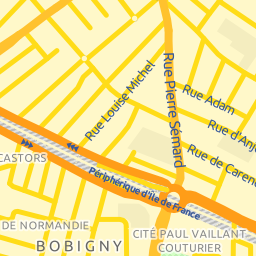 Rue Louise Michel
Rue Pierre Sémard
Rue Adam
Rue d'Anj
Rue de Caren
CASTORS
Périphérique d'Île de France
DE NORMANDIE
BOBIGNY
CITÉ PAUL VAILLANT
COUTURIER